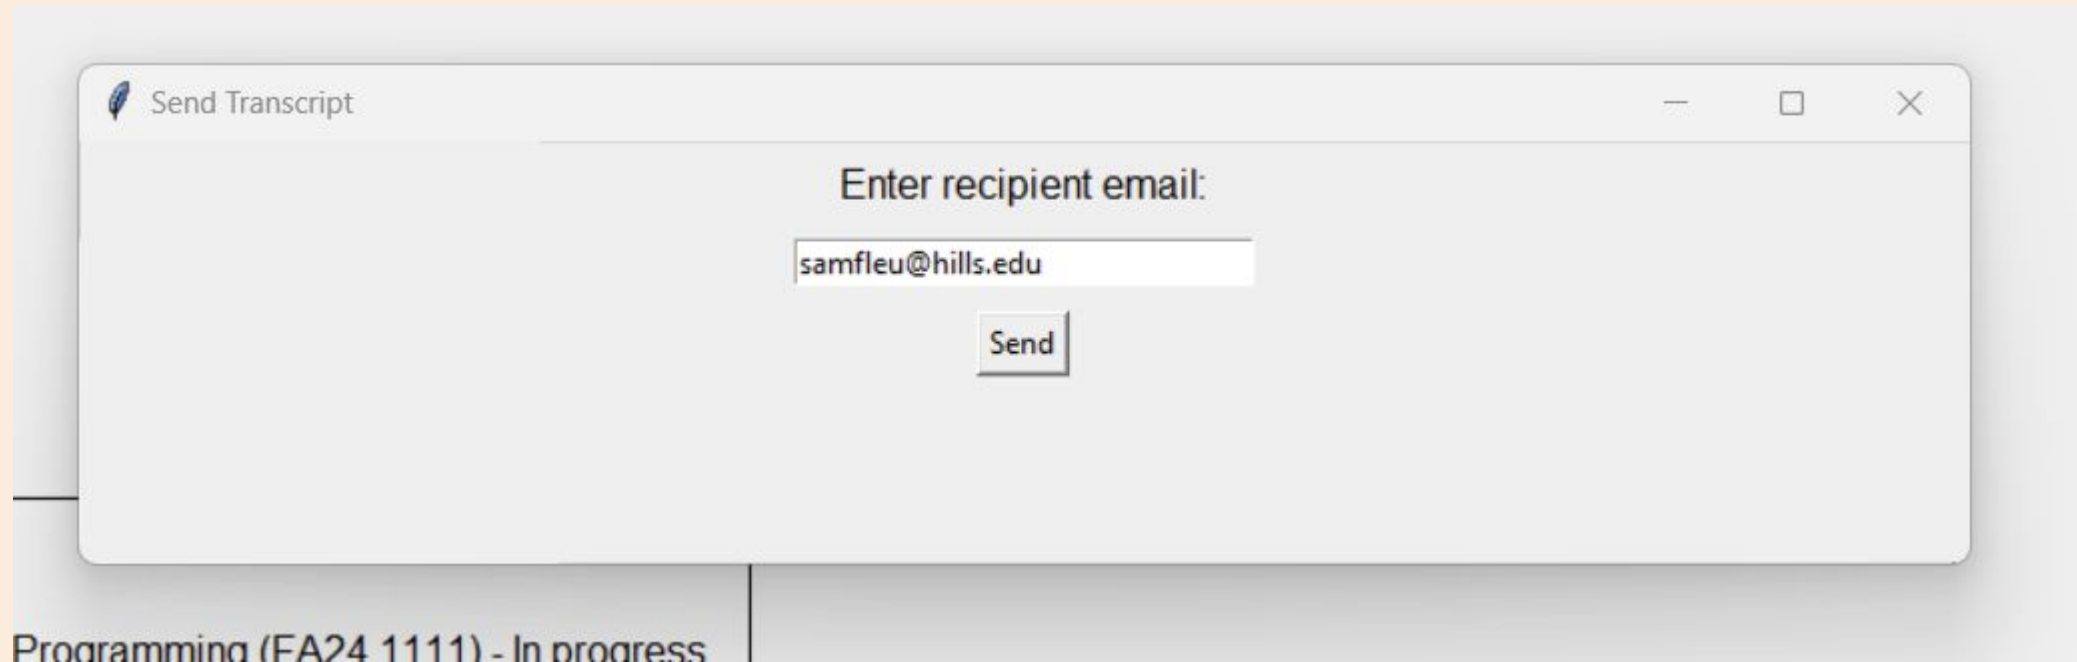 Send Transcript
Enter recipient email:
samfleu@hills.edu
Send
Programming (FA24 1111) - In progress